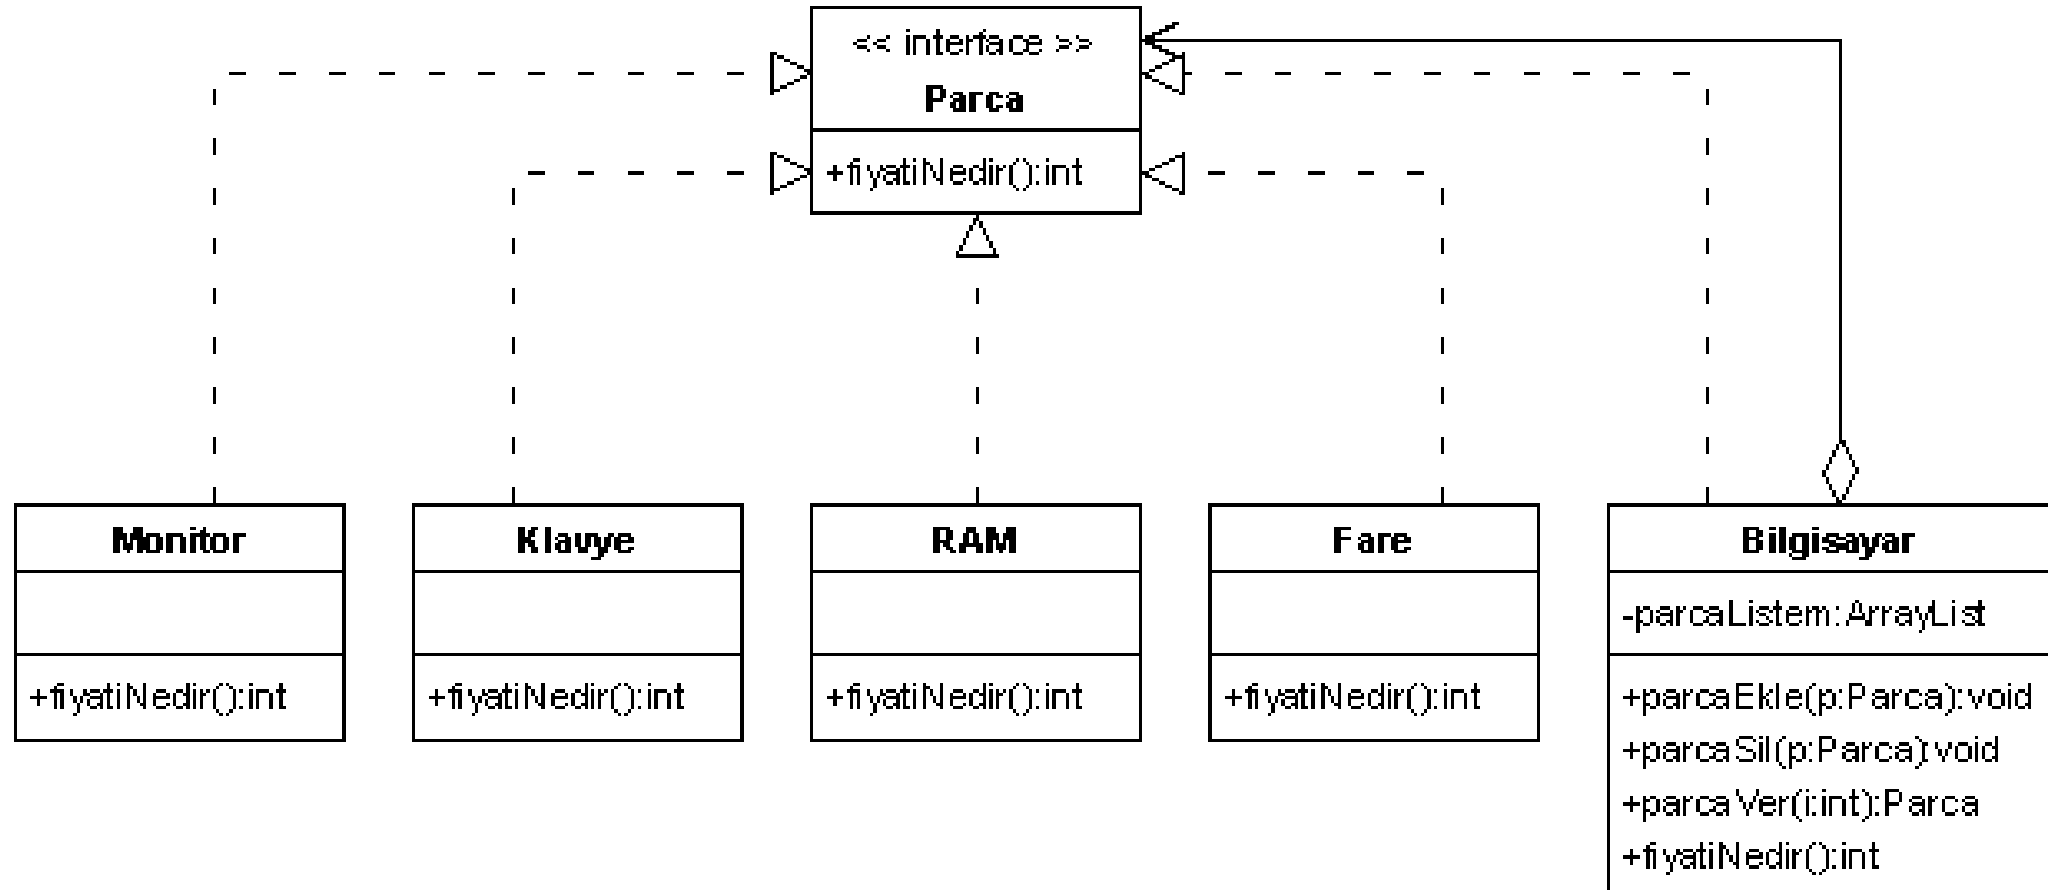 << interface >>
Parca
+fiyatiNedir():int
Monitor
+fiyatiNedir():int
Klavye
+fiyatiNedir():int
RAM
+fiyatiNedir():int
Fare
+fiyatiNedir():int
Bilgisayar
-parcaListem:ArrayList
+parcaEkle(p:Parca):void
+parcaSil(p:Parca):void
+parcaVer(i:int):Parca
+fiyatiNedir():int